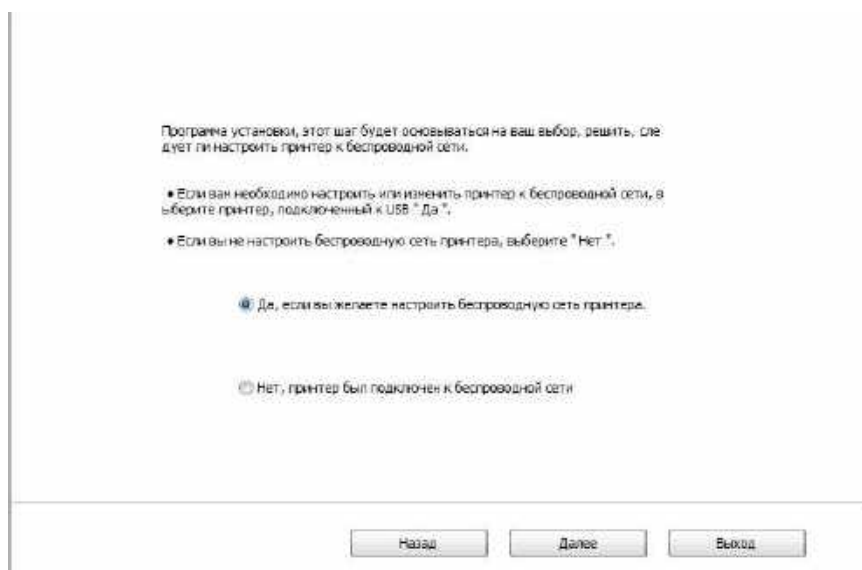 Программа установки, этот шаг будет основываться на ваш выбор, решить, сле
дует ли настроить принтер к беспроводной сети.
• Если вам необходимо настроить или изменить принтер к беспроводной сети, в
ыберите принтер, подключенный к USB " Да ".
• Если вы не настроить беспроводную сеть принтера, выберите " Нет ".
Да, если вы желаете настроить беспроводную сеть принтера.
Нет, принтер был подключен к беспроводной сети
Назад Далее Выход